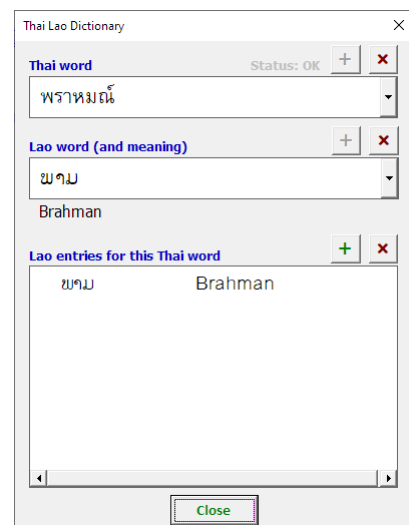 Thai Lao Dictionary
Thai word Status: OK
พราหมณ์
Lao word (and meaning)
ພາມ
Brahman
Lao entries for this Thai word
ພາມ Brahman
Close